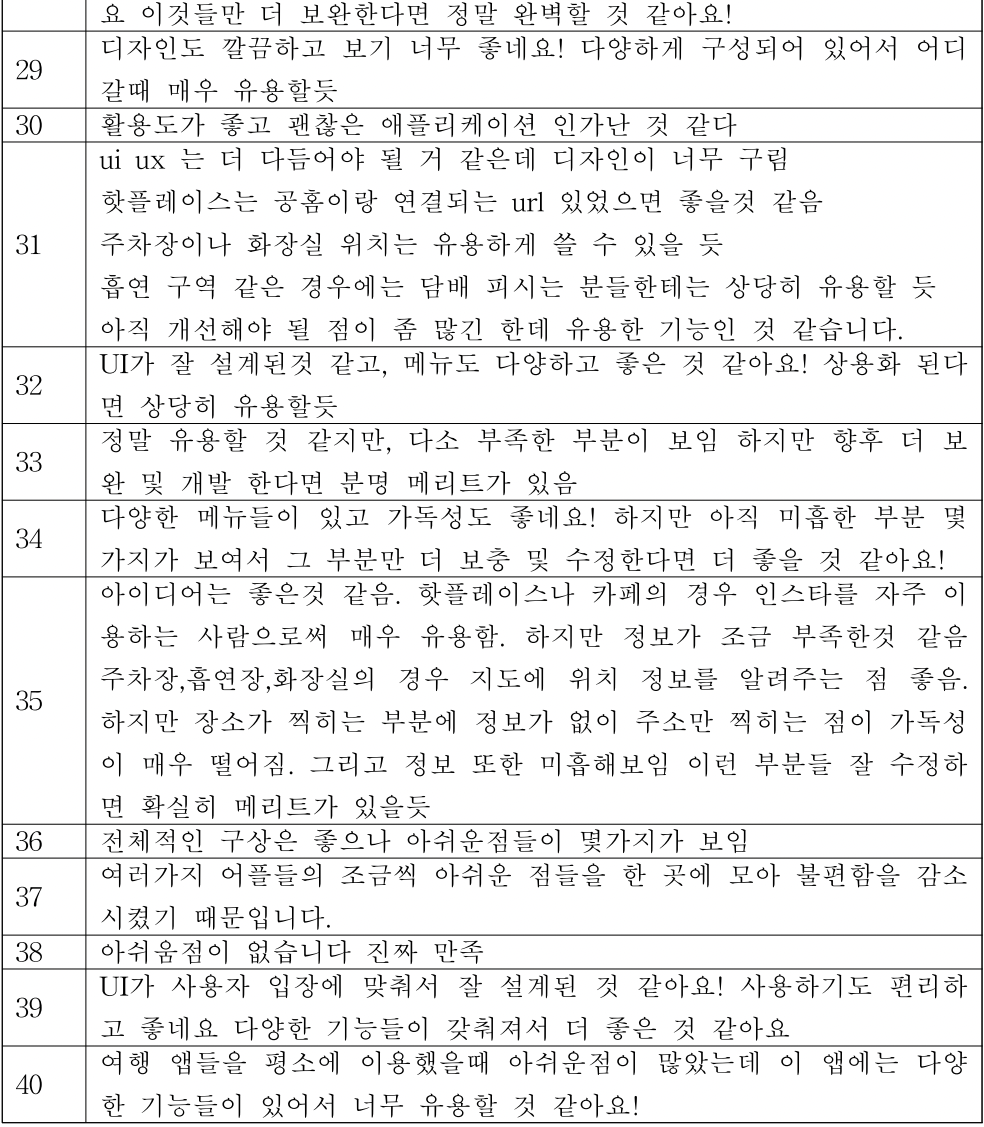 요 이것들만 더 보완한다면 정말 완벽할 것 같아요!
29 디자인도 깔끔하고 보기 너무 좋네요! 다양하게 구성되어 있어서 어디
갈때 매우 유용할듯
30 활용도가 좋고 괜찮은 애플리케이션 인가난 것 같다
31 ui ux 는 더 다듬어야 될 거 같은데 디자인이 너무 구림
핫플레이스는 공홈이랑 연결되는 url 있었으면 좋을것 같음
주차장이나 화장실 위치는 유용하게 쓸 수 있을 듯
흡연 구역 같은 경우에는 담배 피시는 분들한테는 상당히 유용할 듯
아직 개선해야 될 점이 좀 많긴 한데 유용한 기능인 것 같습니다.
32 UI가 잘 설계된것 같고, 메뉴도 다양하고 좋은 것 같아요! 상용화 된다
면 상당히 유용할듯
33 정말 유용할 것 같지만, 다소 부족한 부분이 보임 하지만 향후 더 보
완 및 개발 한다면 분명 메리트가 있음
34 다양한 메뉴들이 있고 가독성도 좋네요! 하지만 아직 미흡한 부분 몇
가지가 보여서 그 부분만 더 보충 및 수정한다면 더 좋을 것 같아요!
35 아이디어는 좋은것 같음. 핫플레이스나 카페의 경우 인스타를 자주 이
용하는 사람으로써 매우 유용함. 하지만 정보가 조금 부족한것 같음
주차장,흡연장,화장실의 경우 지도에 위치 정보를 알려주는 점 좋음.
하지만 장소가 찍히는 부분에 정보가 없이 주소만 찍히는 점이 가독성
이 매우 떨어짐. 그리고 정보 또한 미흡해보임 이런 부분들 잘 수정하
면 확실히 메리트가 있을듯
36 전체적인 구상은 좋으나 아쉬운점들이 몇가지가 보임
37 여러가지 어플들의 조금씩 아쉬운 점들을 한 곳에 모아 불편함을 감소
시켰기 때문입니다.
38 아쉬움점이 없습니다 진짜 만족
39 UI가 사용자 입장에 맞춰서 잘 설계된 것 같아요! 사용하기도 편리하
고 좋네요 다양한 기능들이 갖춰져서 더 좋은 것 같아요
40 여행 앱들을 평소에 이용했을때 아쉬운점이 많았는데 이 앱에는 다양
한 기능들이 있어서 너무 유용할 것 같아요!